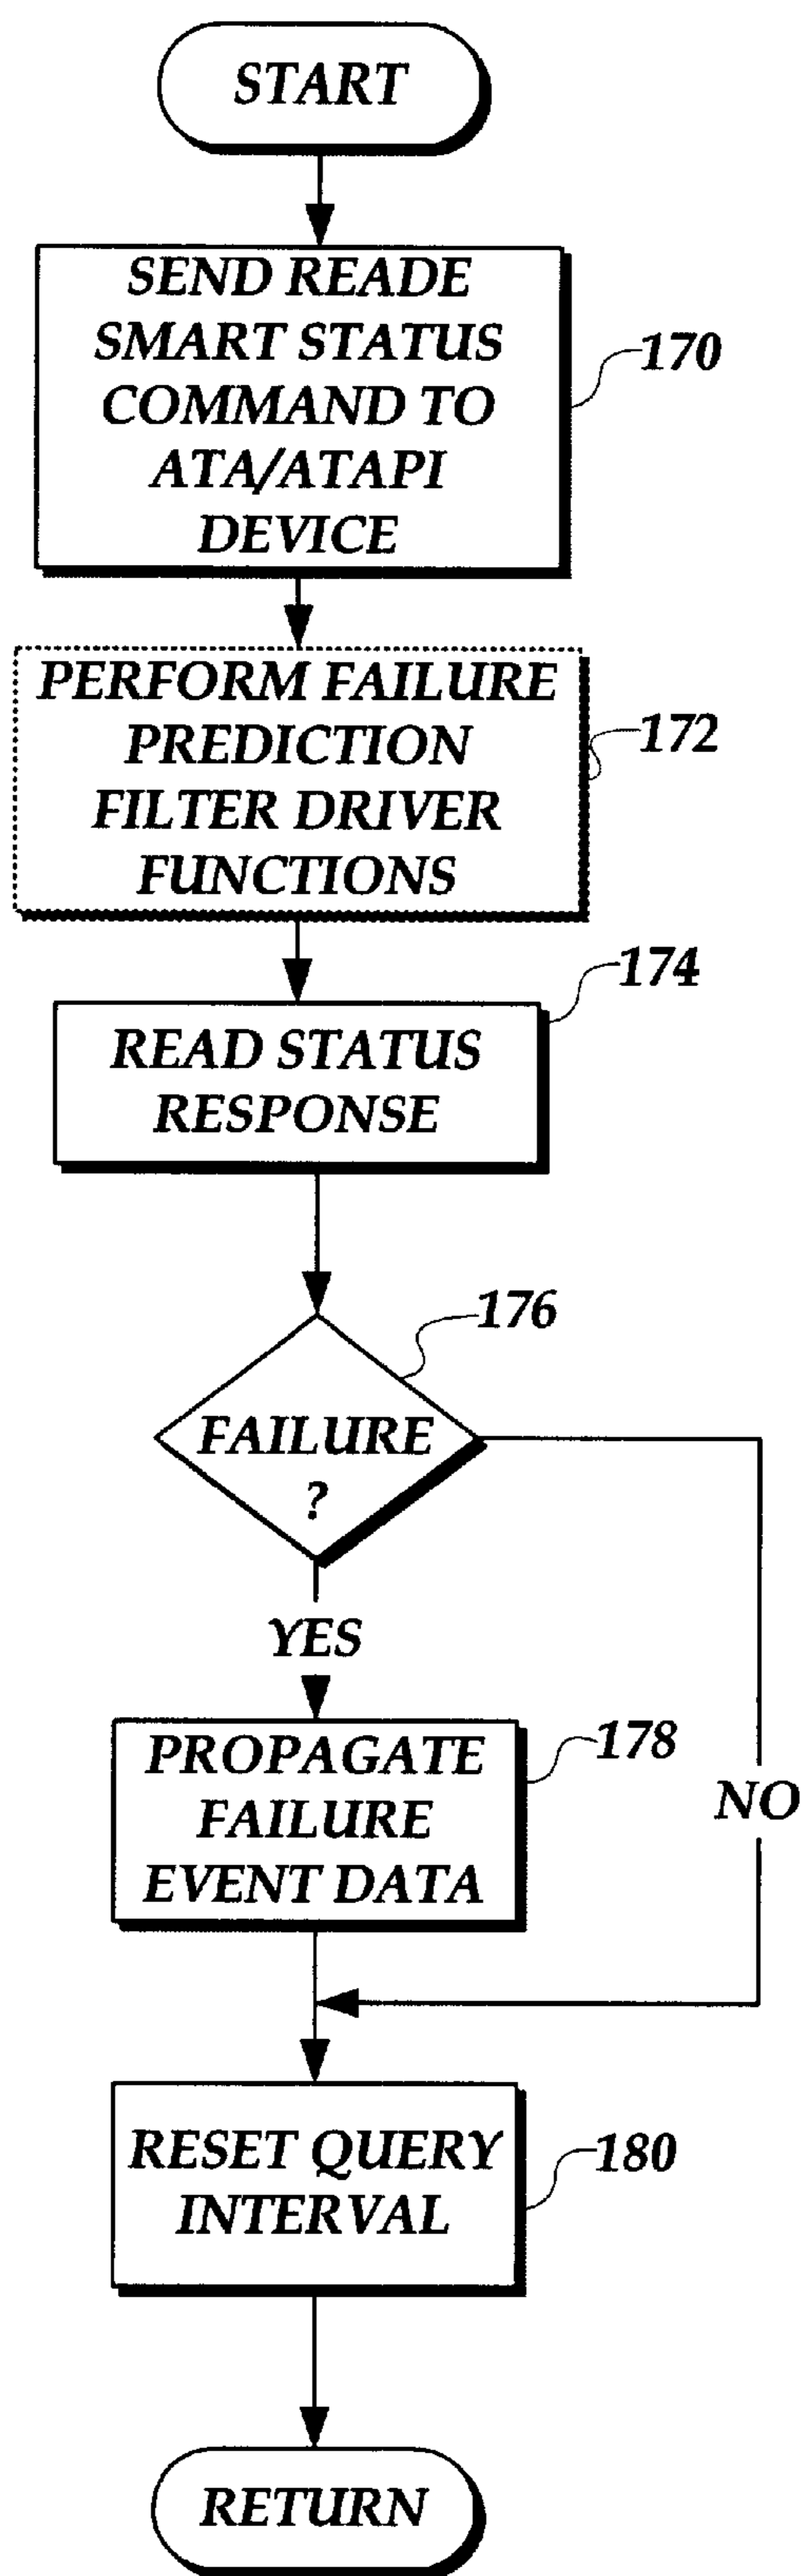 START
SEND READE
SMART STATUS
COMMAND TO
ATA/ATAPI
DEVICE
170
PERFORM FAILURE
PREDICTION
FILTER DRIVER
FUNCTIONS
172
174
READ STATUS
RESPONSE
176
FAILURE
?
YES
178
PROPAGATE
FAILURE
EVENT DATA
NO
RESET QUERY
INTERVAL
180
RETURN